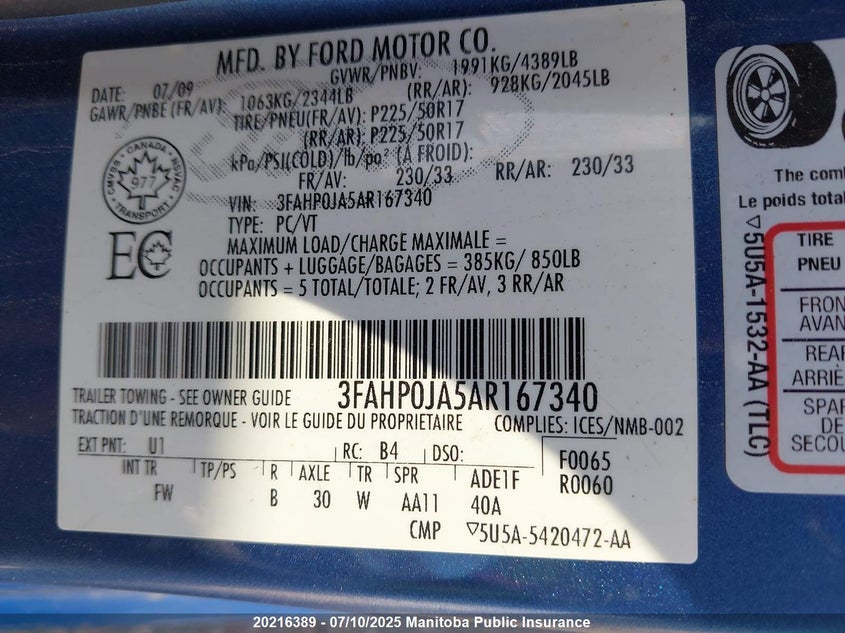 MFD. BY FORD MOTOR CO.
DATE: 07/09 GVWR/PNBV: 1991KG/4389LB
GAWR/PNBE (FR/AV): 1063KG/2344LB (RR/AR): 928KG/2045LB
TIRE/PNEU(FR/AV): P225/50R17
(RR/AR): P225/50R17
kPa/PSI(COLD)/lb/po² (À FROID):
FR/AV: 230/33 RR/AR: 230/33
VIN: 3FAHP0JA5AR167340
TYPE: PC/VT
MAXIMUM LOAD/CHARGE MAXIMALE =
OCCUPANTS + LUGGAGE/BAGAGES = 385KG/ 850LB
OCCUPANTS = 5 TOTAL/TOTALE; 2 FR/AV, 3 RR/AR
CMVSS · CANADA · NSVAC
977
TRANSPORT
EC
TRAILER TOWING - SEE OWNER GUIDE 3FAHP0JA5AR167340
TRACTION D'UNE REMORQUE - VOIR LE GUIDE DU PROPRIETAIRE COMPLIES: ICES/NMB-002
EXT PNT: U1 RC: B4 DSO: F0065
INT TR TP/PS R AXLE TR SPR ADE1F R0060
FW B 30 W AA11 40A
CMP ▽5U5A-5420472-AA
The comb
Le poids total
▽5U5A-1532-AA (TLC)
TIRE
PNEU
FRON
AVAN
REAR
ARRIÈ
SPAR
DE
SECOU
20216389 - 07/10/2025 Manitoba Public Insurance